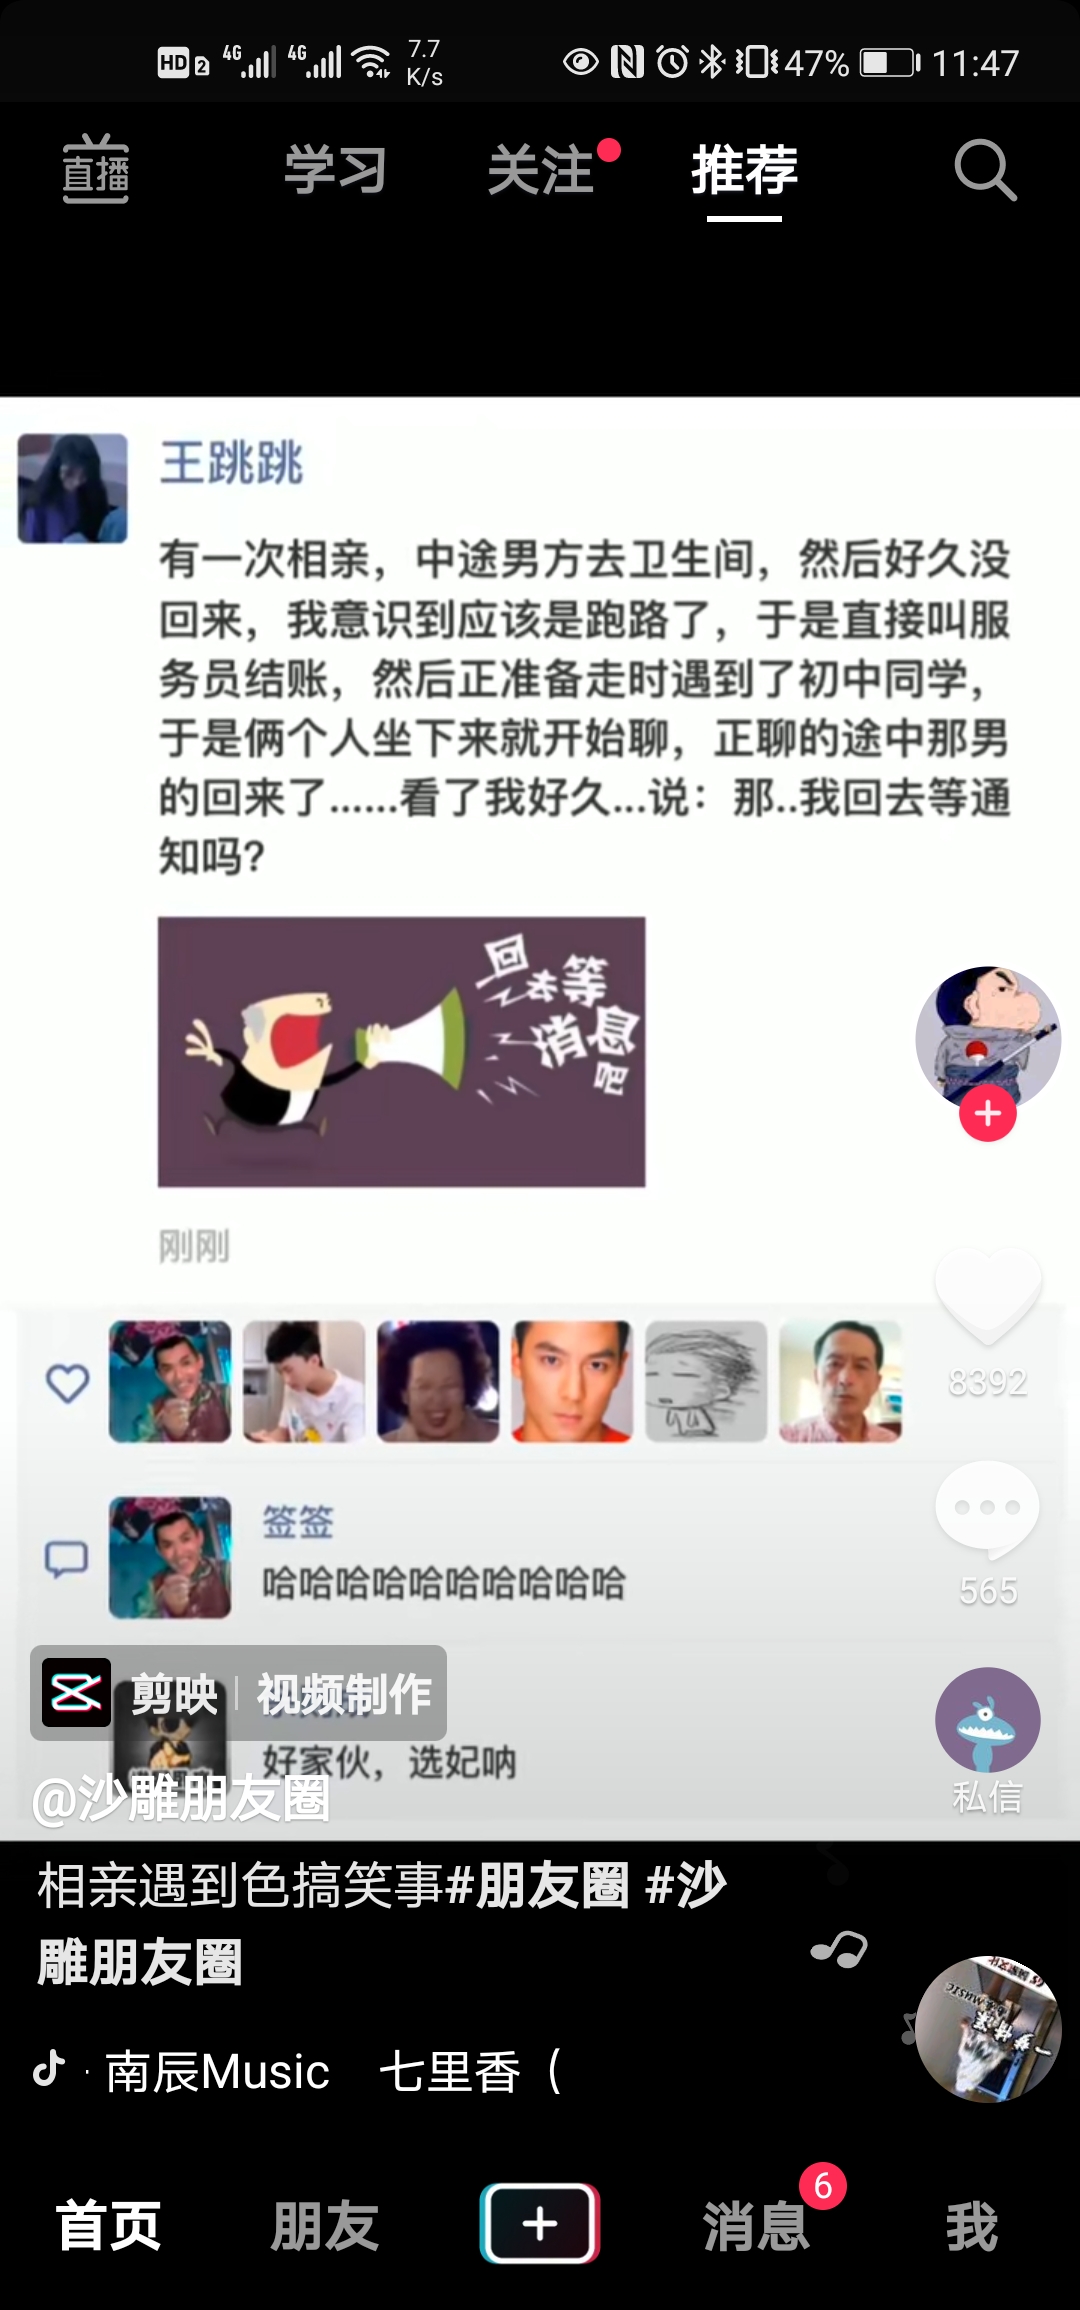 HD 2 4G 4G 7.7 K/s 47% 11:47
直播 学习 关注 推荐
王跳跳
有一次相亲，中途男方去卫生间，然后好久没
回来，我意识到应该是跑路了，于是直接叫服
务员结账，然后正准备走时遇到了初中同学，
于是俩个人坐下来就开始聊，正聊的途中那男
的回来了......看了我好久...说：那..我回去等通
知吗?
回去等
消息
吧
刚刚
8392
签签
哈哈哈哈哈哈哈哈哈哈
565
剪映 视频制作
好家伙，选妃呐
@沙雕朋友圈
私信
相亲遇到色搞笑事#朋友圈 #沙
雕朋友圈
南辰Music 七里香（
首页 朋友 消息 6 我